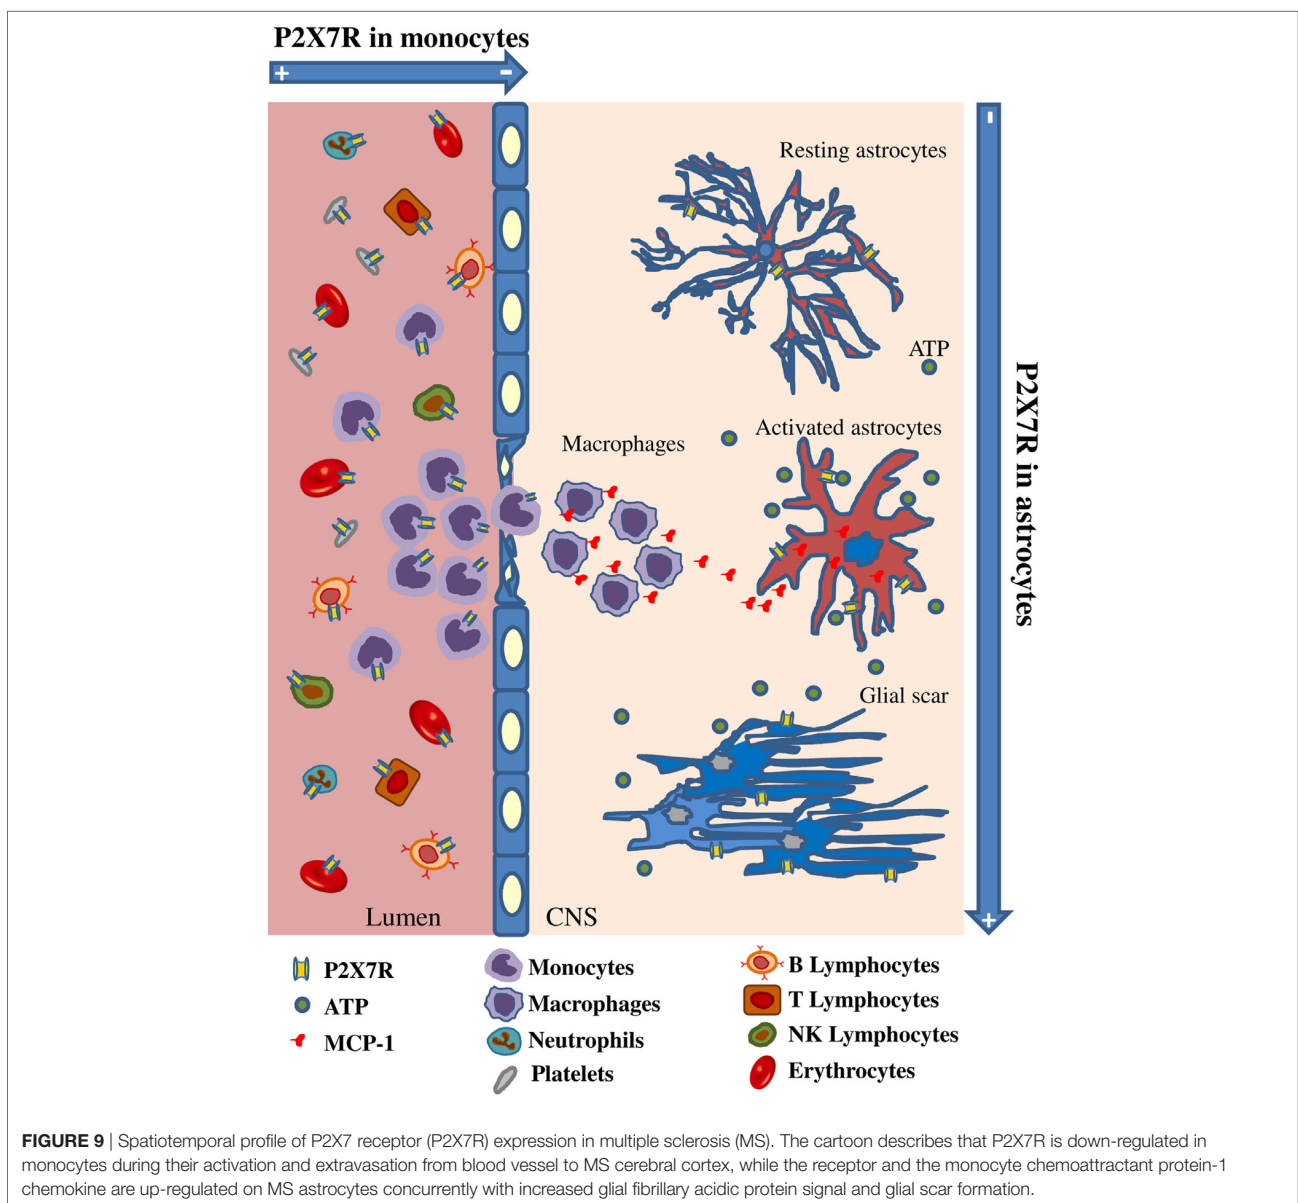 P2X7R in monocytes
+ -
-
Resting astrocytes
ATP
Activated astrocytes
Macrophages
P2X7R in astrocytes
Glial scar
+
Lumen
CNS
P2X7R
ATP
MCP-1
Monocytes
Macrophages
Neutrophils
Platelets
B Lymphocytes
T Lymphocytes
NK Lymphocytes
Erythrocytes
FIGURE 9 | Spatiotemporal profile of P2X7 receptor (P2X7R) expression in multiple sclerosis (MS). The cartoon describes that P2X7R is down-regulated in
monocytes during their activation and extravasation from blood vessel to MS cerebral cortex, while the receptor and the monocyte chemoattractant protein-1
chemokine are up-regulated on MS astrocytes concurrently with increased glial fibrillary acidic protein signal and glial scar formation.